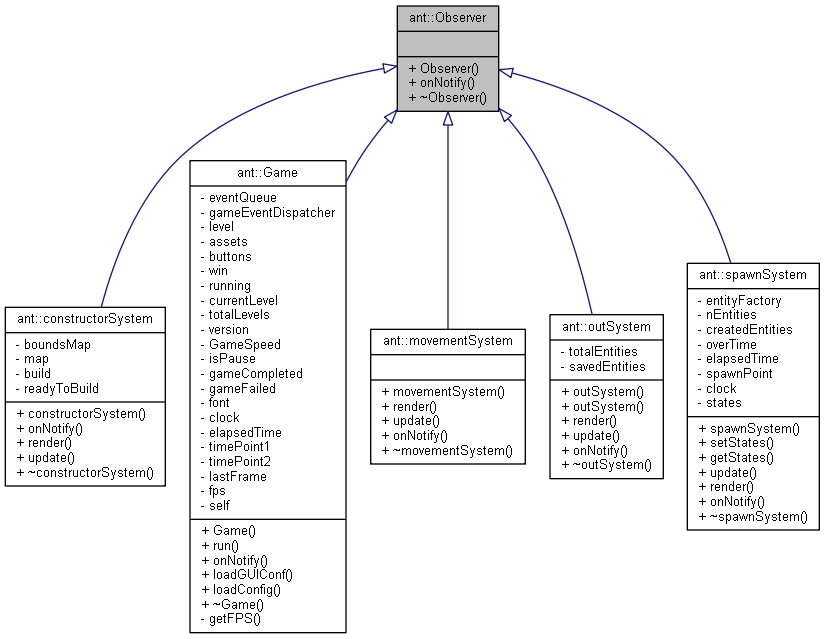 ant::Observer
+ Observer()
+ onNotify()
+ ~Observer()
ant::constructorSystem
- boundsMap
- map
- build
- readyToBuild
+ constructorSystem()
+ onNotify()
+ render()
+ update()
+ ~constructorSystem()
ant::Game
- eventQueue
- gameEventDispatcher
- level
- assets
- buttons
- win
- running
- currentLevel
- totalLevels
- version
- GameSpeed
- isPause
- gameCompleted
- gameFailed
- font
- clock
- elapsedTime
- timePoint1
- timePoint2
- lastFrame
- fps
- self
+ Game()
+ run()
+ onNotify()
+ loadGUIConf()
+ loadConfig()
+ ~Game()
- getFPS()
ant::movementSystem
+ movementSystem()
+ render()
+ update()
+ onNotify()
+ ~movementSystem()
ant::outSystem
- totalEntities
- savedEntities
+ outSystem()
+ outSystem()
+ render()
+ update()
+ onNotify()
+ ~outSystem()
ant::spawnSystem
- entityFactory
- nEntities
- createdEntities
- overTime
- elapsedTime
- spawnPoint
- clock
- states
+ spawnSystem()
+ setStates()
+ getStates()
+ update()
+ render()
+ onNotify()
+ ~spawnSystem()